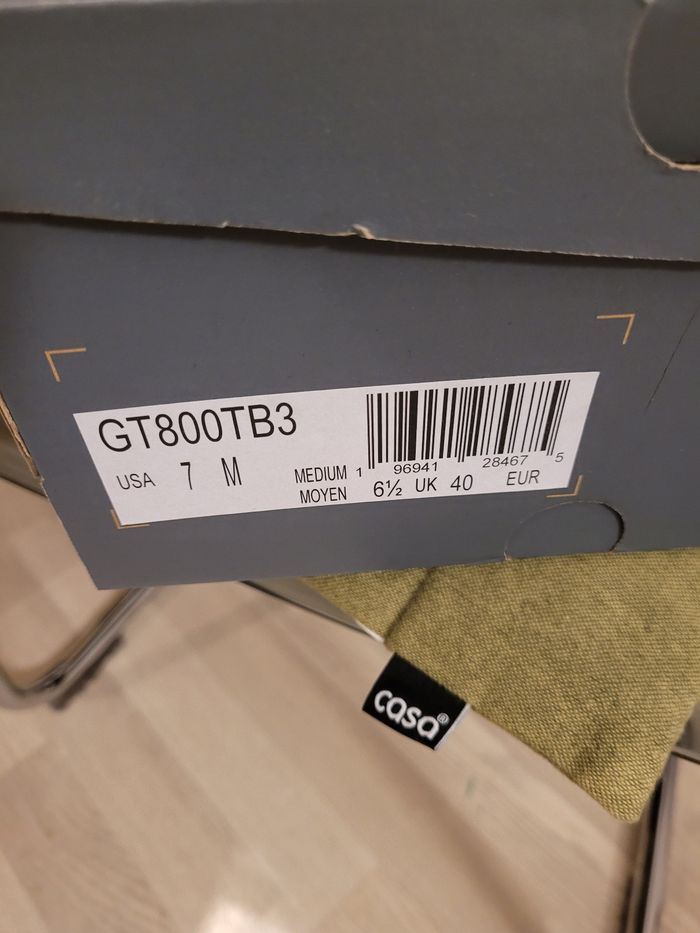 GT800TB3
USA 7 M
MEDIUM
MOYEN
1 96941 28467 5
6½ UK 40 EUR
casa®